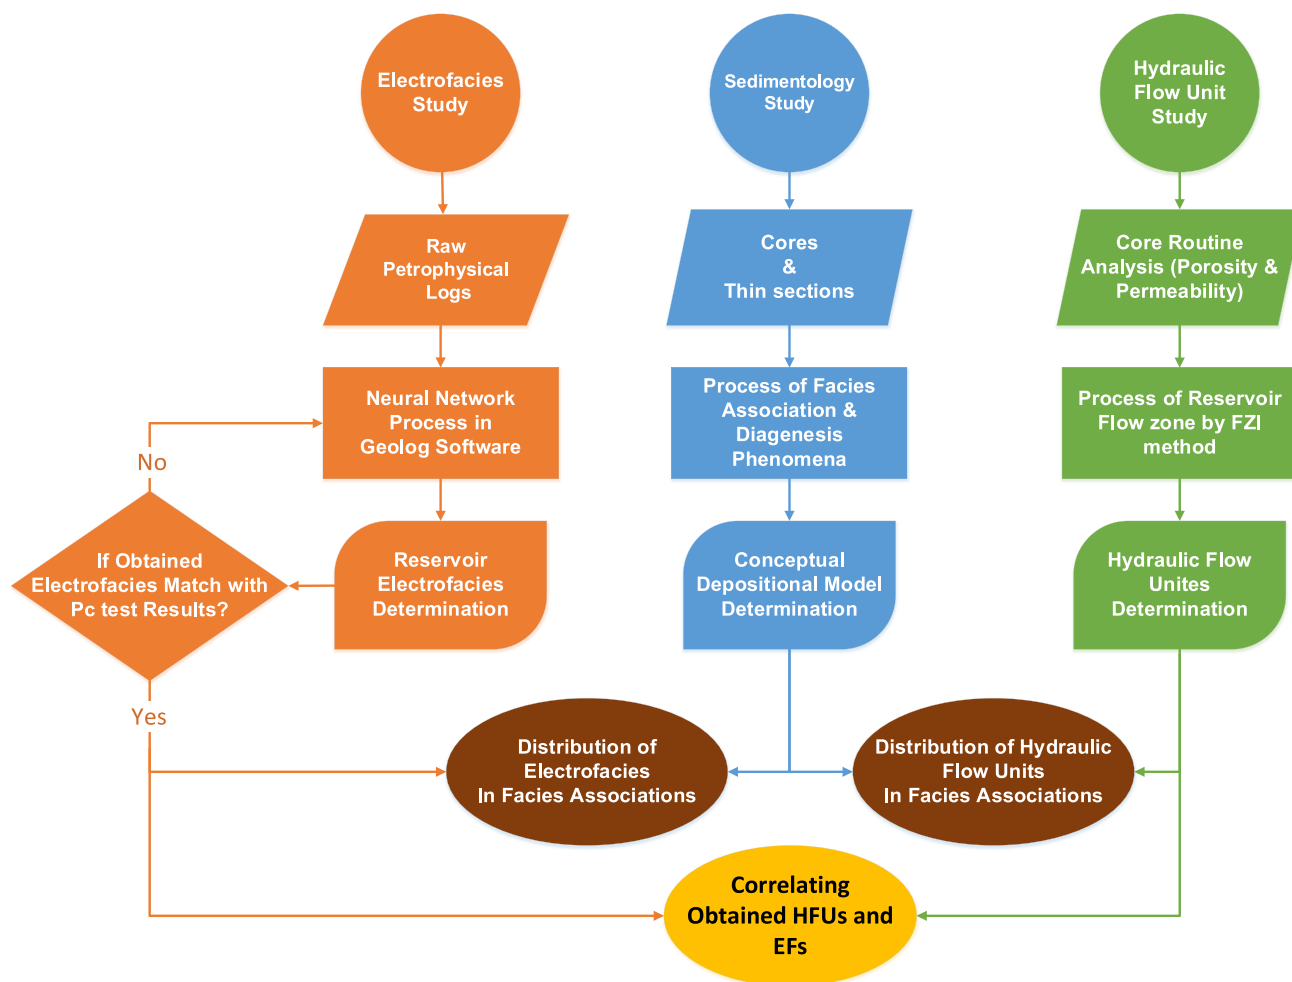 Electrofacies
Study
Sedimentology
Study
Hydraulic
Flow Unit
Study
Raw
Petrophysical
Logs
Cores
&
Thin sections
Core Routine
Analysis (Porosity &
Permeability)
Neural Network
Process in
Geolog Software
Process of Facies
Association &
Diagenesis
Phenomena
Process of Reservoir
Flow zone by FZI
method
No
If Obtained
Electrofacies Match with
Pc test Results?
Reservoir
Electrofacies
Determination
Conceptual
Depositional Model
Determination
Hydraulic Flow
Unites
Determination
Yes
Distribution of
Electrofacies
In Facies Associations
Distribution of Hydraulic
Flow Units
In Facies Associations
Correlating
Obtained HFUs and
EFs